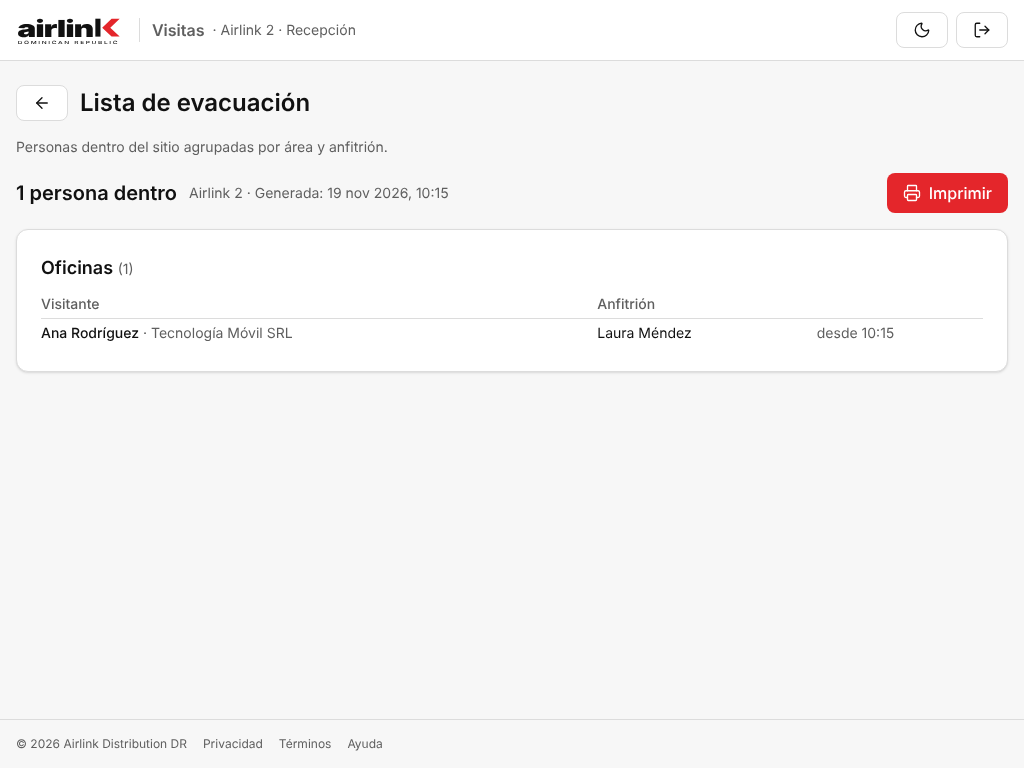 airlink
DOMINICAN REPUBLIC
Visitas · Airlink 2 · Recepción
Lista de evacuación
Personas dentro del sitio agrupadas por área y anfitrión.
1 persona dentro Airlink 2 · Generada: 19 nov 2026, 10:15
Imprimir
Oficinas (1)
Visitante Anfitrión
Ana Rodríguez · Tecnología Móvil SRL Laura Méndez desde 10:15
© 2026 Airlink Distribution DR Privacidad Términos Ayuda